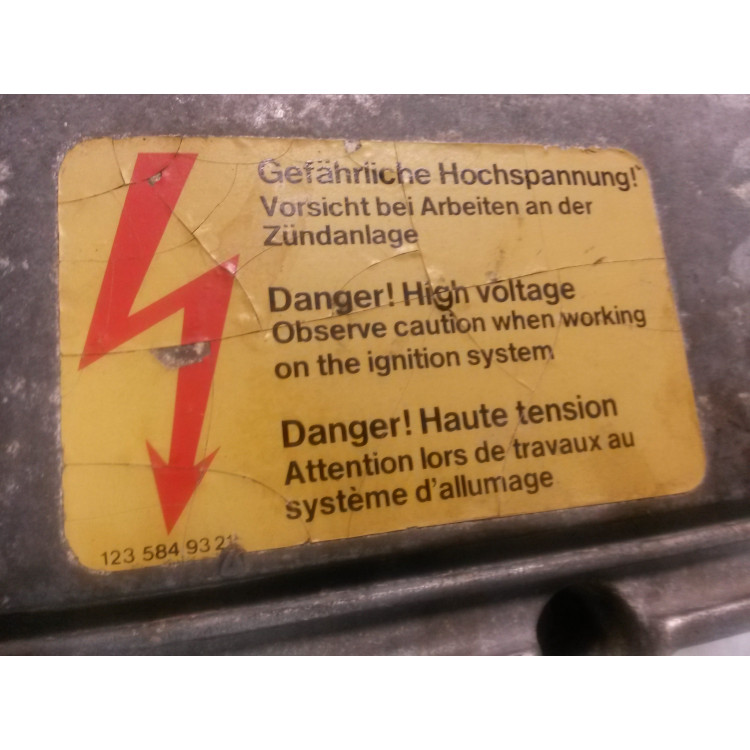 Gefährliche Hochspannung!
Vorsicht bei Arbeiten an der
Zündanlage
Danger! High voltage
Observe caution when working
on the ignition system
Danger! Haute tension
Attention lors de travaux au
système d'allumage
123 584 93 21